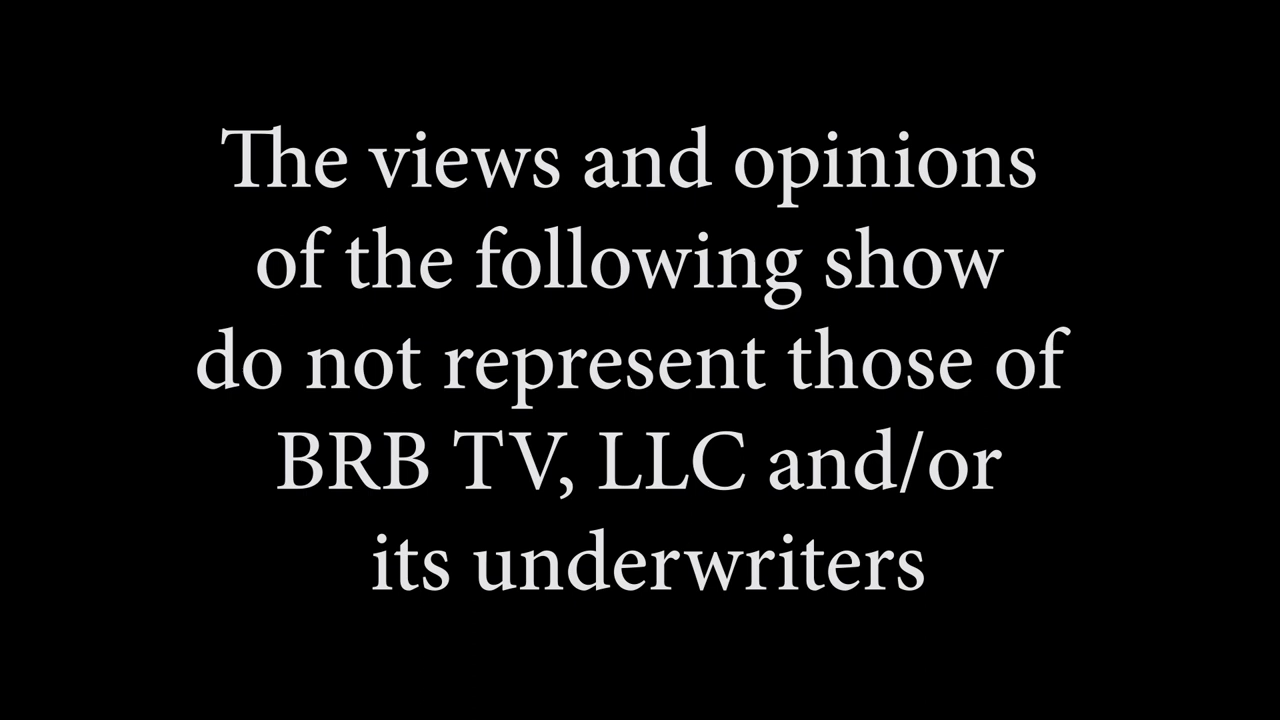 The views and opinions
of the following show
do not represent those of
BRB TV, LLC and/or
its underwriters